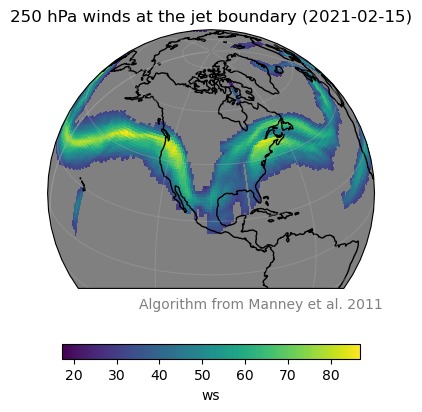 250 hPa winds at the jet boundary (2021-02-15)
Algorithm from Manney et al. 2011
20 30 40 50 60 70 80
ws